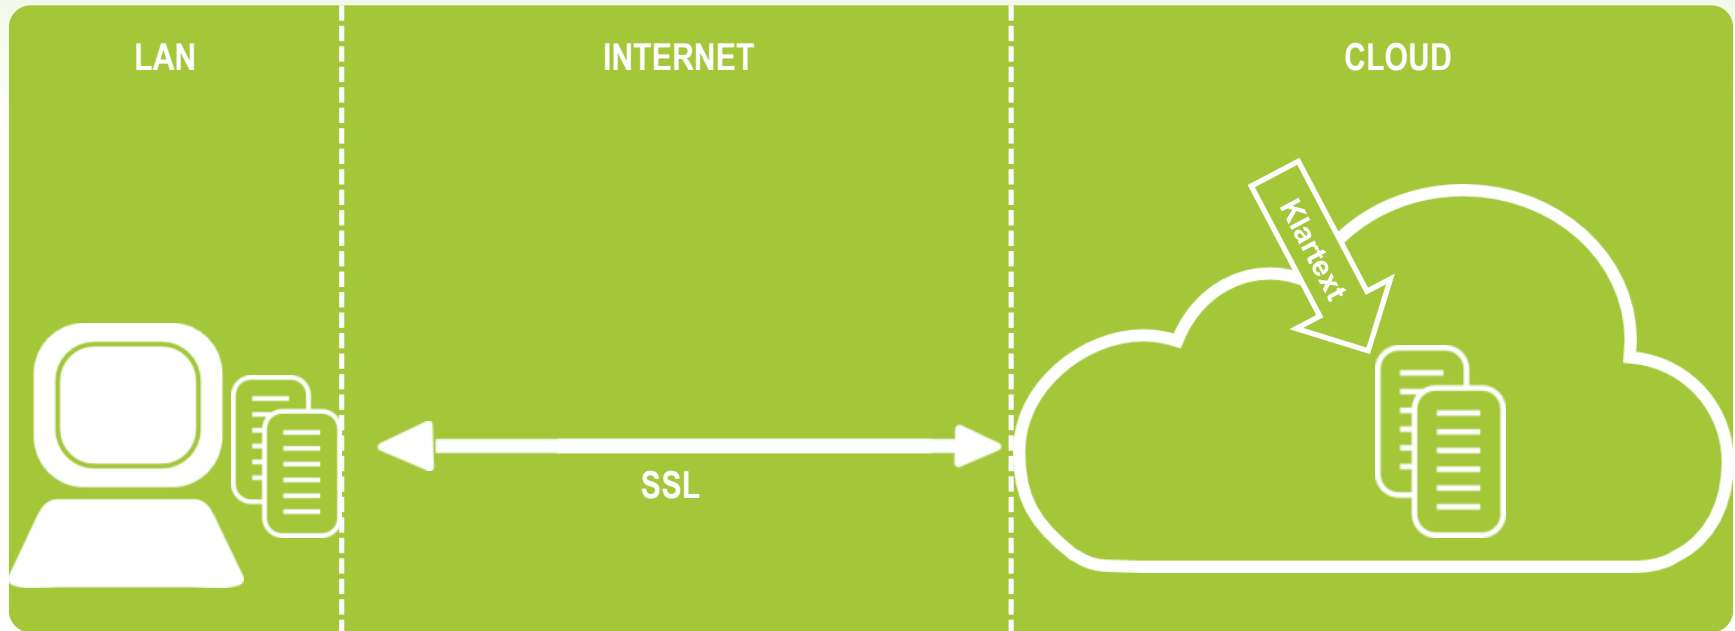 LAN
INTERNET
CLOUD
Klartext
SSL